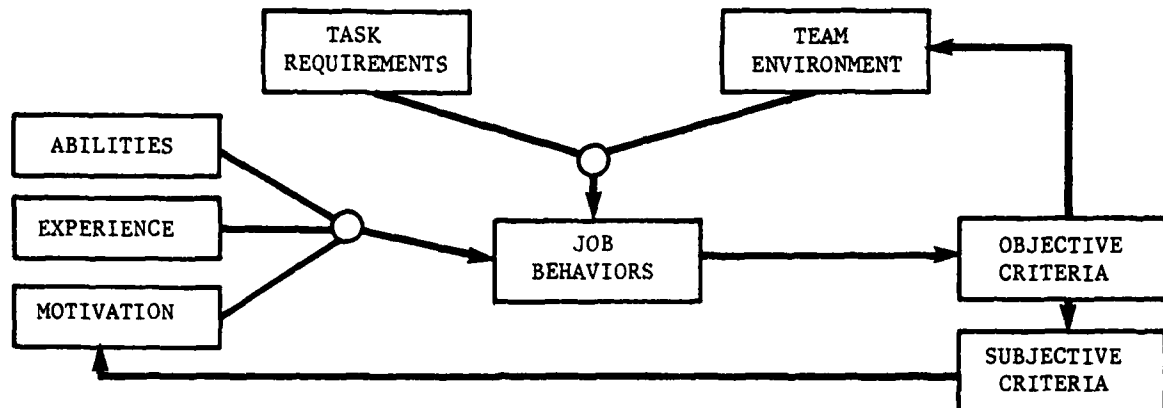 TASK
REQUIREMENTS
TEAM
ENVIRONMENT
ABILITIES
EXPERIENCE
MOTIVATION
JOB
BEHAVIORS
OBJECTIVE
CRITERIA
SUBJECTIVE
CRITERIA